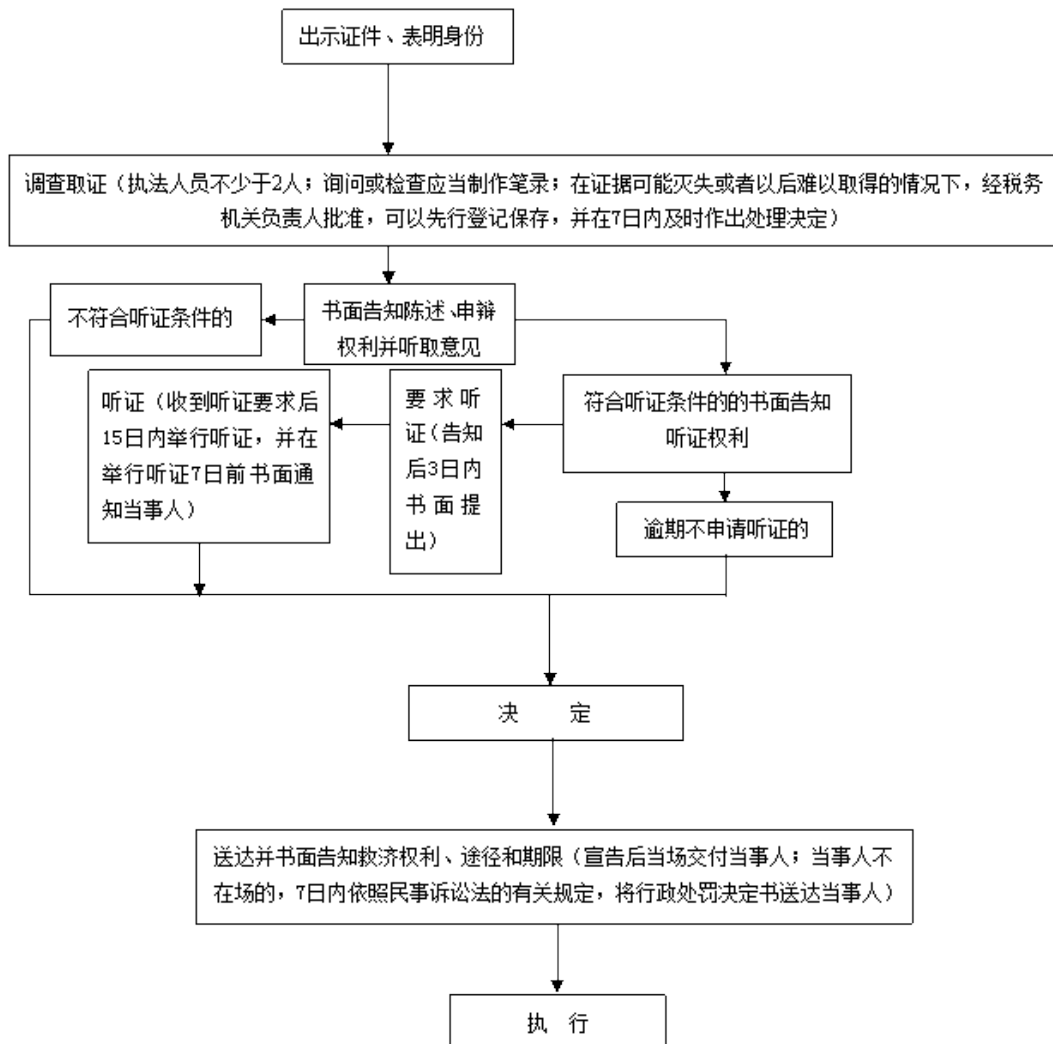 出示证件、表明身份
调查取证（执法人员不少于2人；询问或检查应当制作笔录；在证据可能灭失或者以后难以取得的情况下，经税务
机关负责人批准，可以先行登记保存，并在7日内及时作出处理决定）
不符合听证条件的
书面告知陈述、申辩
权利并听取意见
听证（收到听证要求后
15日内举行听证，并在
举行听证7日前书面通
知当事人）
要求听
证（告知
后3日内
书面提
出）
符合听证条件的的书面告知
听证权利
逾期不申请听证的
决 定
送达并书面告知救济权利、途径和期限（宣告后当场交付当事人；当事人不
在场的，7日内依照民事诉讼法的有关规定，将行政处罚决定书送达当事人）
执 行